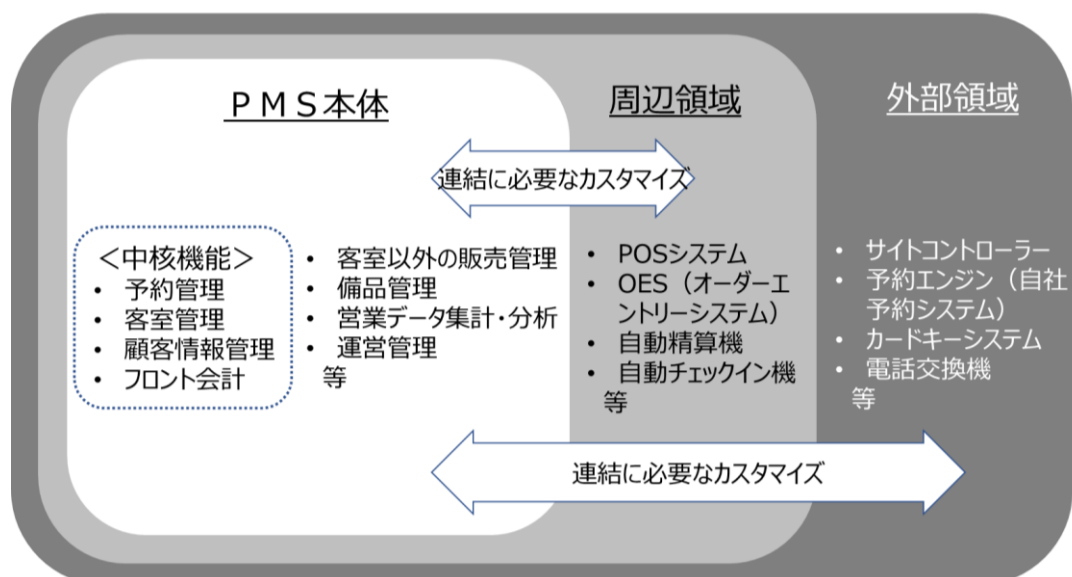 ＰＭＳ本体
周辺領域
外部領域
連結に必要なカスタマイズ
＜中核機能＞
• 予約管理
• 客室管理
• 顧客情報管理
• フロント会計
• 客室以外の販売管理
• 備品管理
• 営業データ集計・分析
• 運営管理
等
• POSシステム
• OES（オーダーエ
ントリーシステム）
• 自動精算機
• 自動チェックイン機
等
• サイトコントローラー
• 予約エンジン（自社
予約システム）
• カードキーシステム
• 電話交換機
等
連結に必要なカスタマイズ